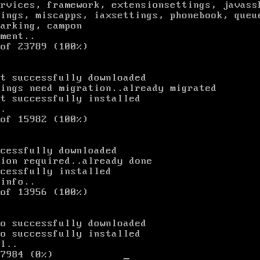 rvices, framework, extensionsettings,
ings, miscapps, iaxsettings, phonebook,
arking, campon
ment..
of 23789 (100%)
t successfully downloaded
ings need migration..already migrated
t successfully installed
..
of 15982 (100%)
cessfully downloaded
ion required..already done
cessfully installed
info..
of 13956 (100%)
o successfully downloaded
o successfully installed
l..
7984 (0%)